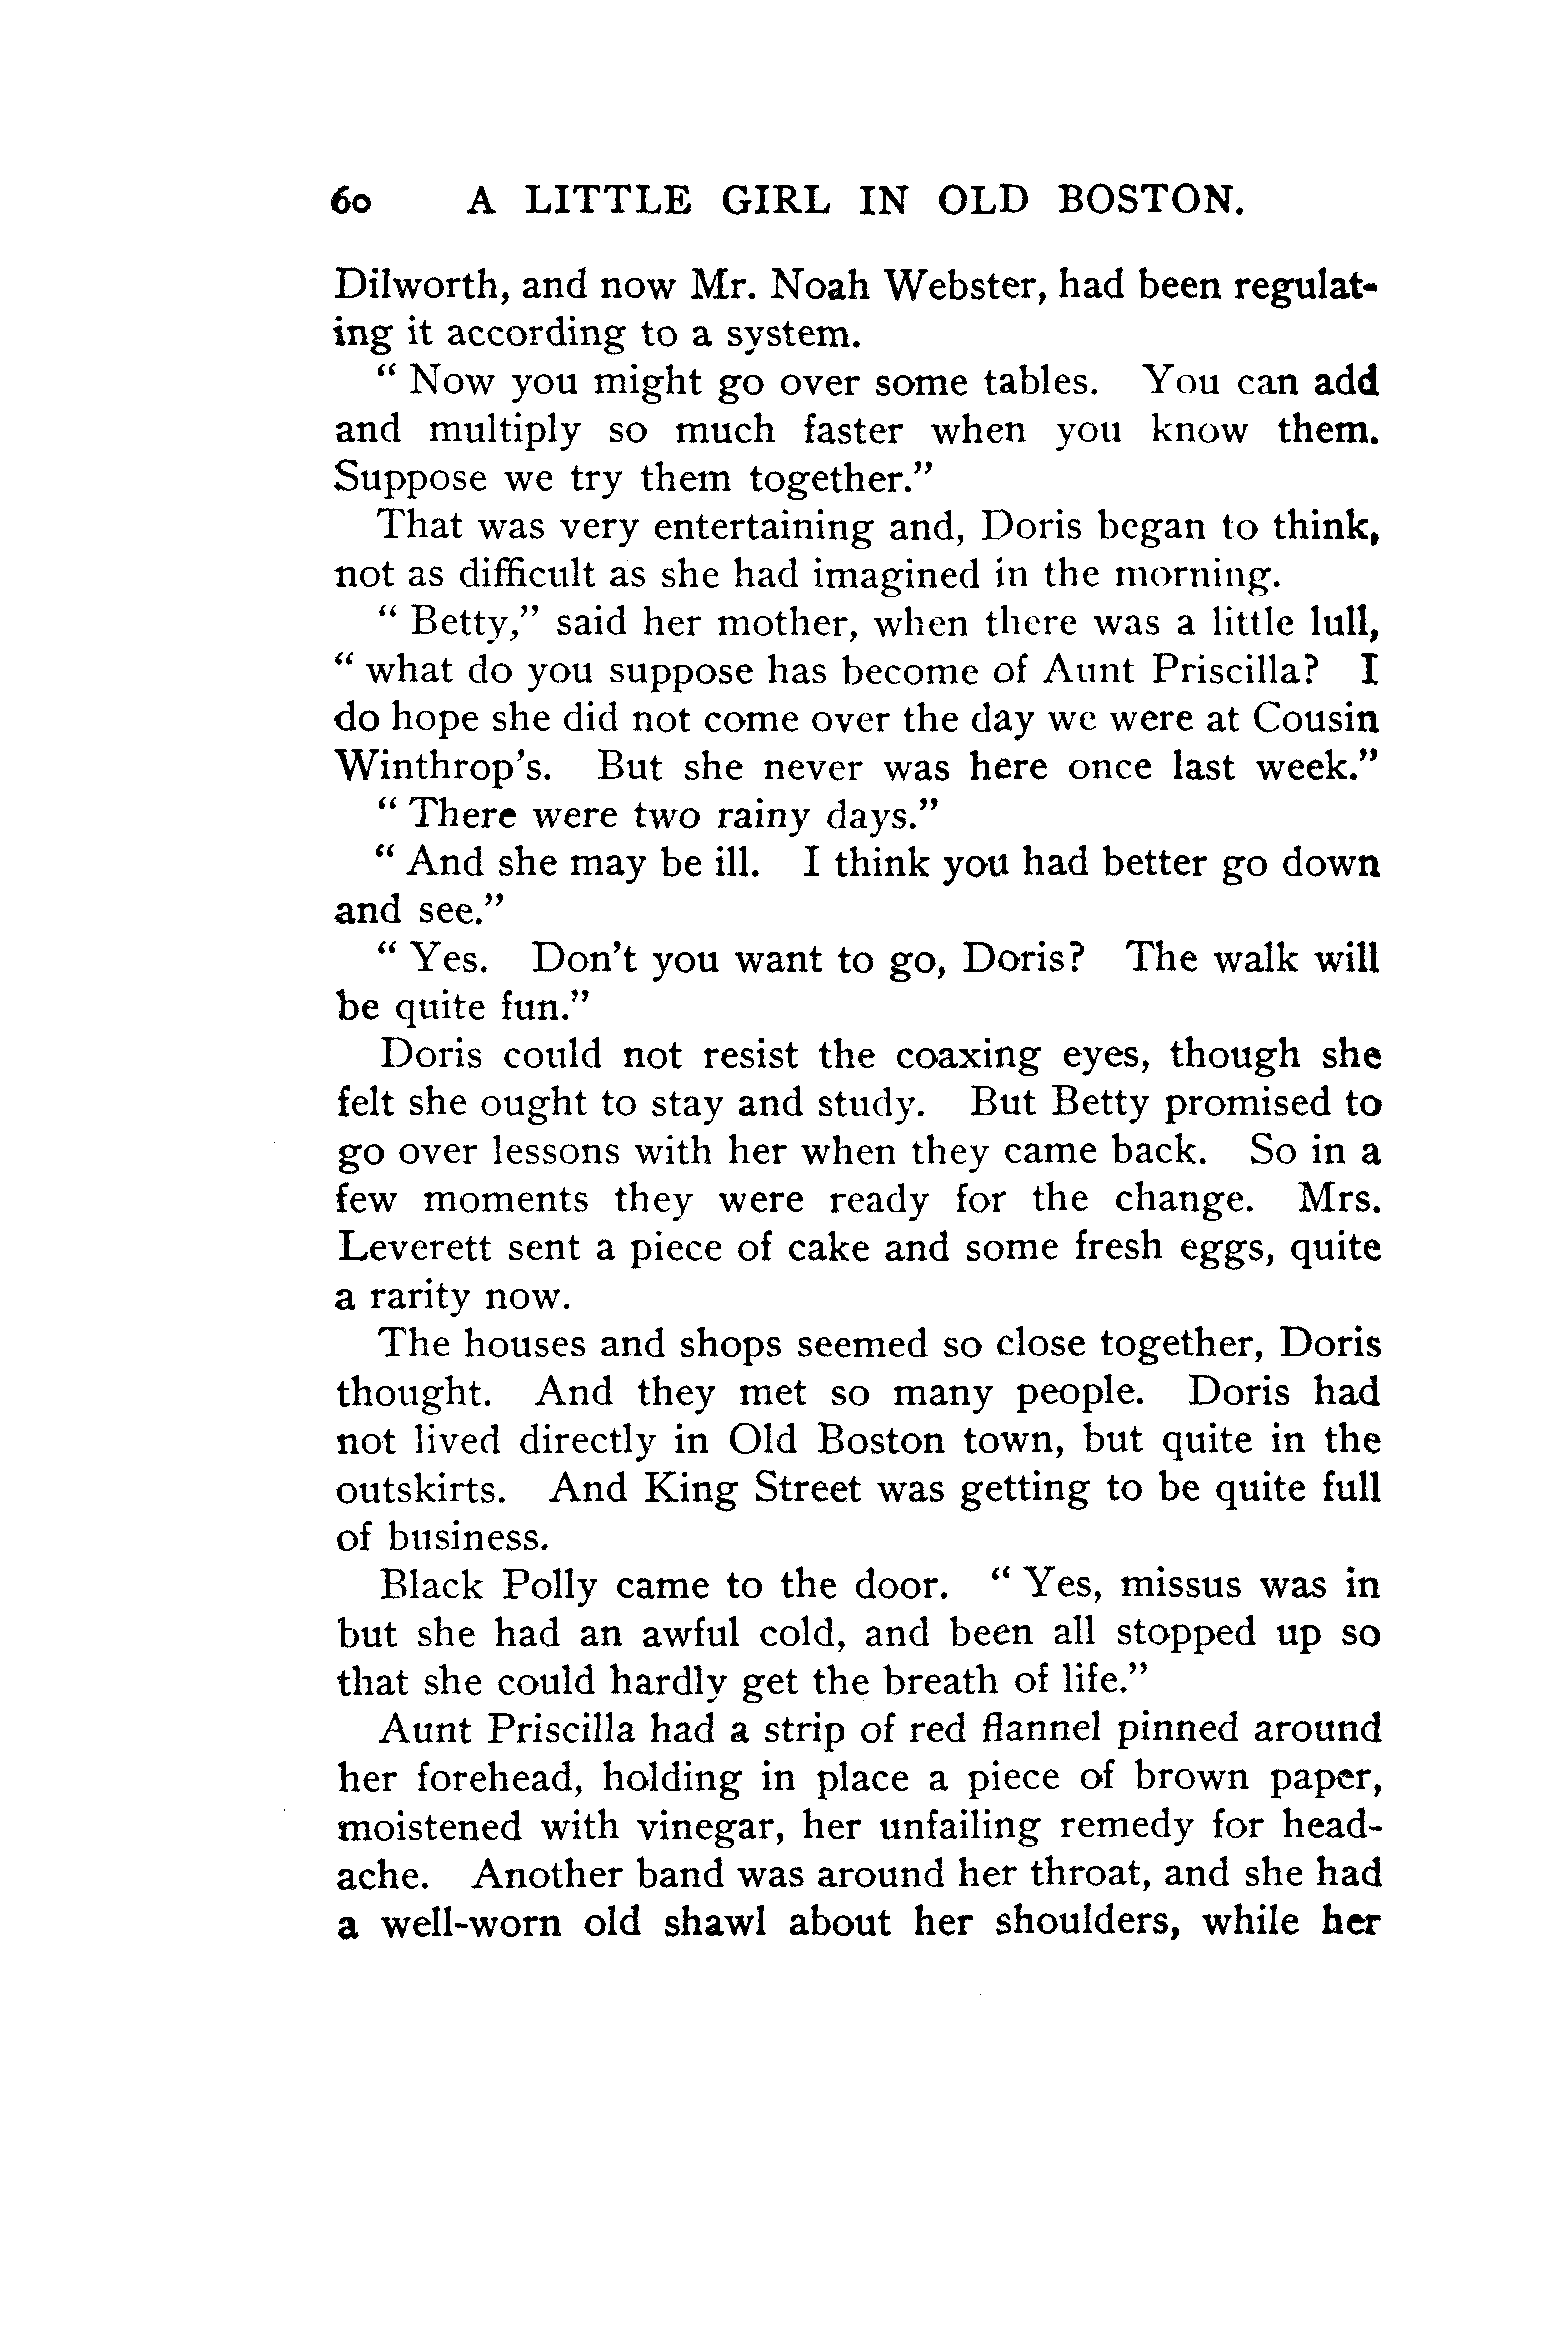 60 A LITTLE GIRL IN OLD BOSTON.
Dilworth, and now Mr. Noah Webster, had been regulat-
ing it according to a system.
" Now you might go over some tables. You can add
and multiply so much faster when you know them.
Suppose we try them together."
That was very entertaining and, Doris began to think,
not as difficult as she had imagined in the morning.
" Betty," said her mother, when there was a little lull,
" what do you suppose has become of Aunt Priscilla? I
do hope she did not come over the day we were at Cousin
Winthrop's. But she never was here once last week."
" There were two rainy days."
" And she may be ill. I think you had better go down
and see."
" Yes. Don't you want to go, Doris? The walk will
be quite fun."
Doris could not resist the coaxing eyes, though she
felt she ought to stay and study. But Betty promised to
go over lessons with her when they came back. So in a
few moments they were ready for the change. Mrs.
Leverett sent a piece of cake and some fresh eggs, quite
a rarity now.
The houses and shops seemed so close together, Doris
thought. And they met so many people. Doris had
not lived directly in Old Boston town, but quite in the
outskirts. And King Street was getting to be quite full
of business.
Black Polly came to the door. " Yes, missus was in
but she had an awful cold, and been all stopped up so
that she could hardly get the breath of life."
Aunt Priscilla had a strip of red flannel pinned around
her forehead, holding in place a piece of brown paper,
moistened with vinegar, her unfailing remedy for head-
ache. Another band was around her throat, and she had
a well-worn old shawl about her shoulders, while her